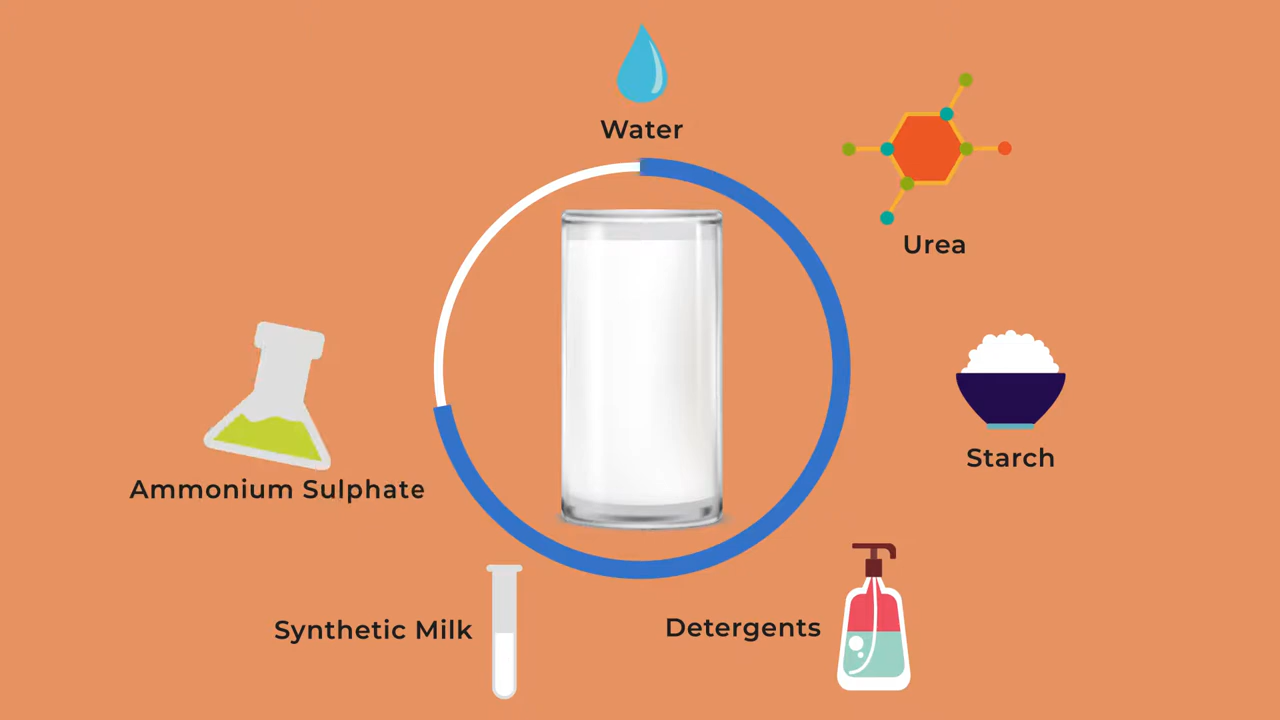 Water
Urea
Starch
Detergents
Synthetic Milk
Ammonium Sulphate